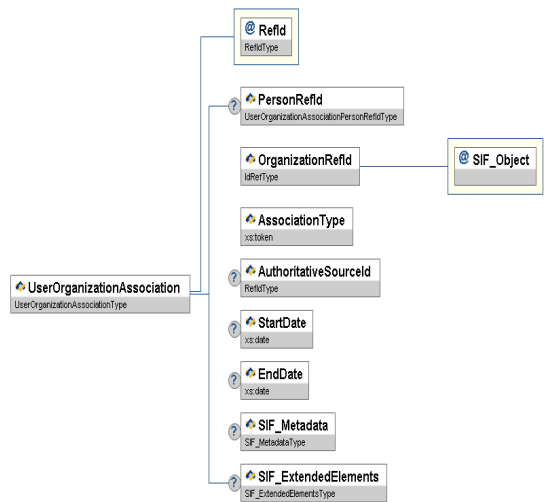 @ RefId
RefIdType
? PersonRefId
UserOrganizationAssociationPersonRefIdType
OrganizationRefId
IdRefType
@ SIF_Object
AssociationType
xs:token
UserOrganizationAssociation
UserOrganizationAssociationType
? AuthoritativeSourceId
RefIdType
? StartDate
xs:date
? EndDate
xs:date
? SIF_Metadata
SIF_MetadataType
? SIF_ExtendedElements
SIF_ExtendedElementsType